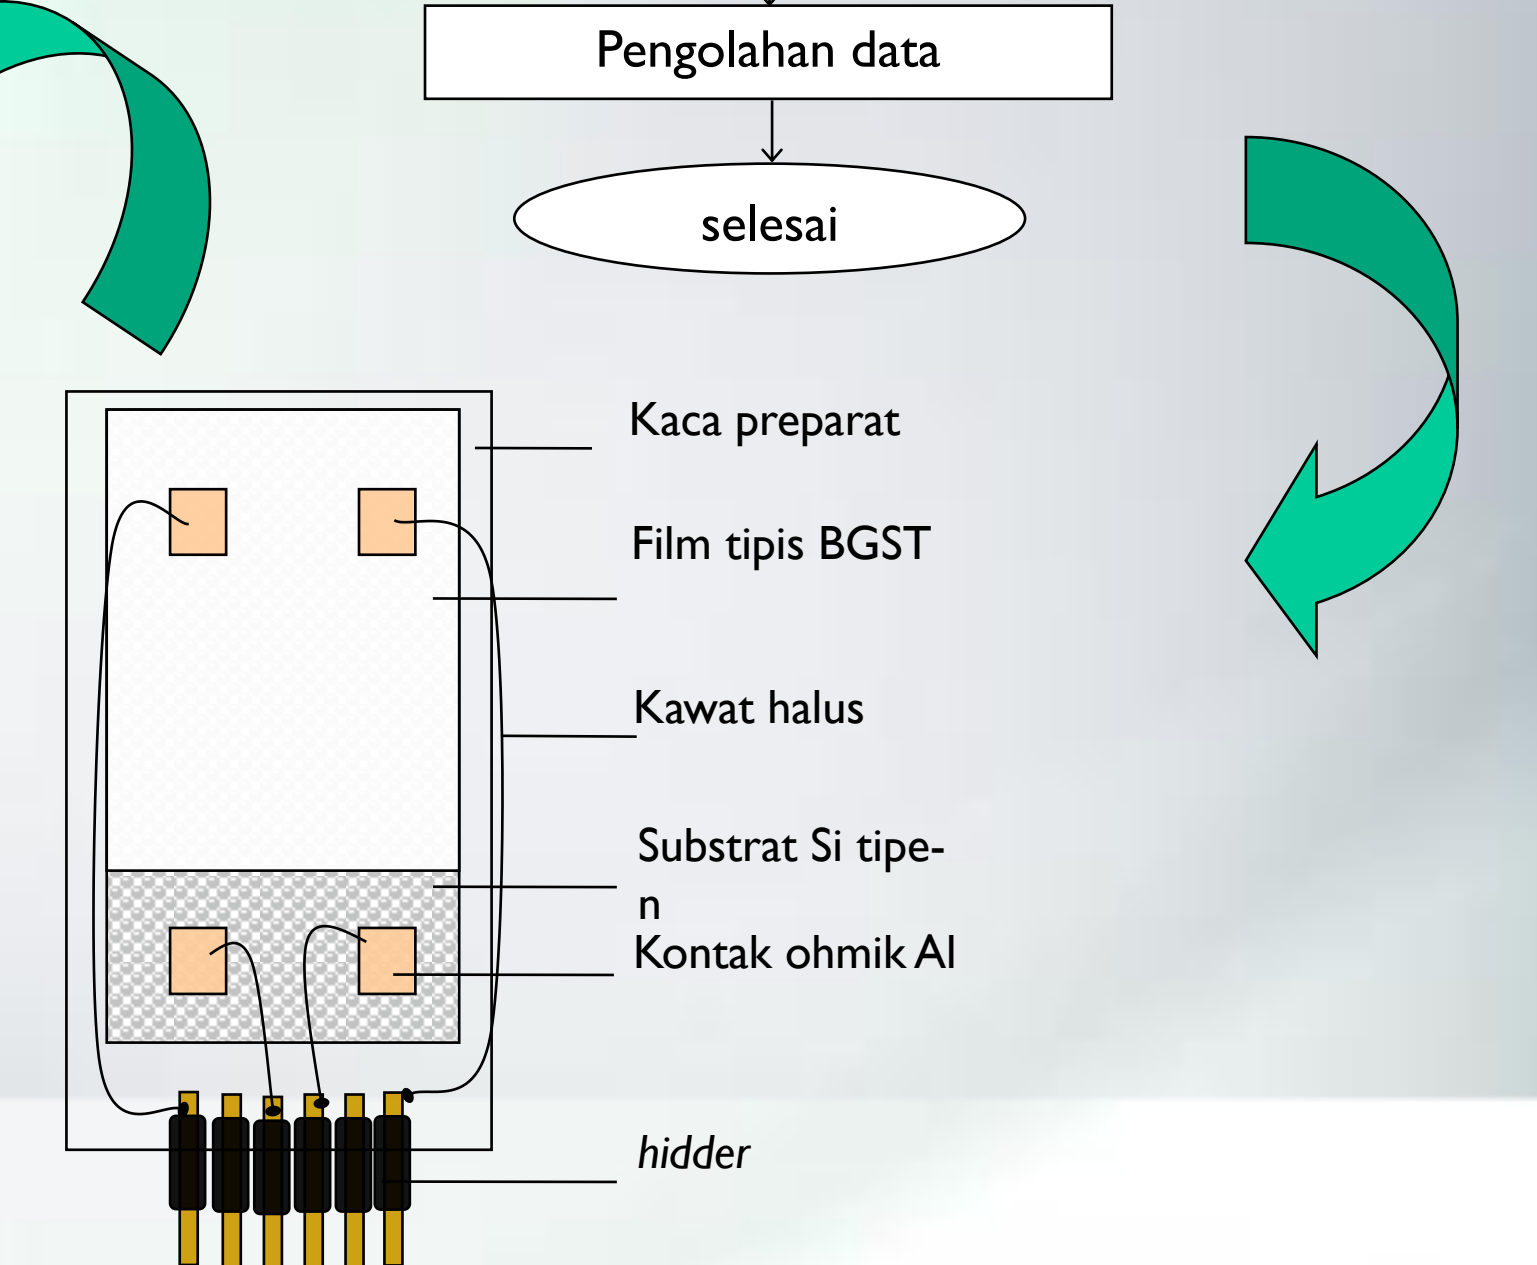 Pengolahan data
selesai
Kaca preparat
Film tipis BGST
Kawat halus
Substrat Si tipe-
n
Kontak ohmik Al
hidder